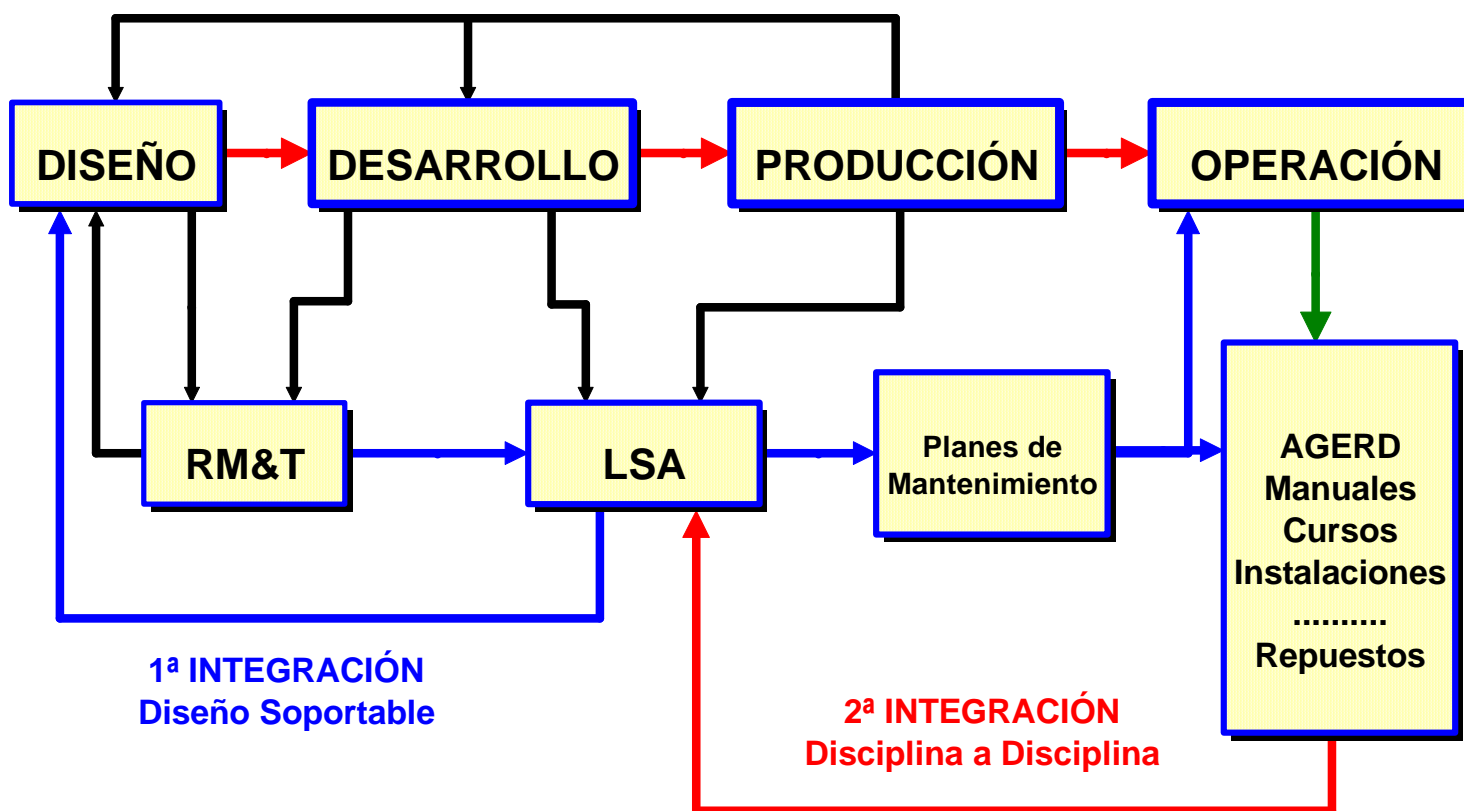 DISEÑO
DESARROLLO
PRODUCCIÓN
OPERACIÓN
RM&T
LSA
Planes de
Mantenimiento
AGERD
Manuales
Cursos
Instalaciones
..........
Repuestos
1ª INTEGRACIÓN
Diseño Soportable
2ª INTEGRACIÓN
Disciplina a Disciplina